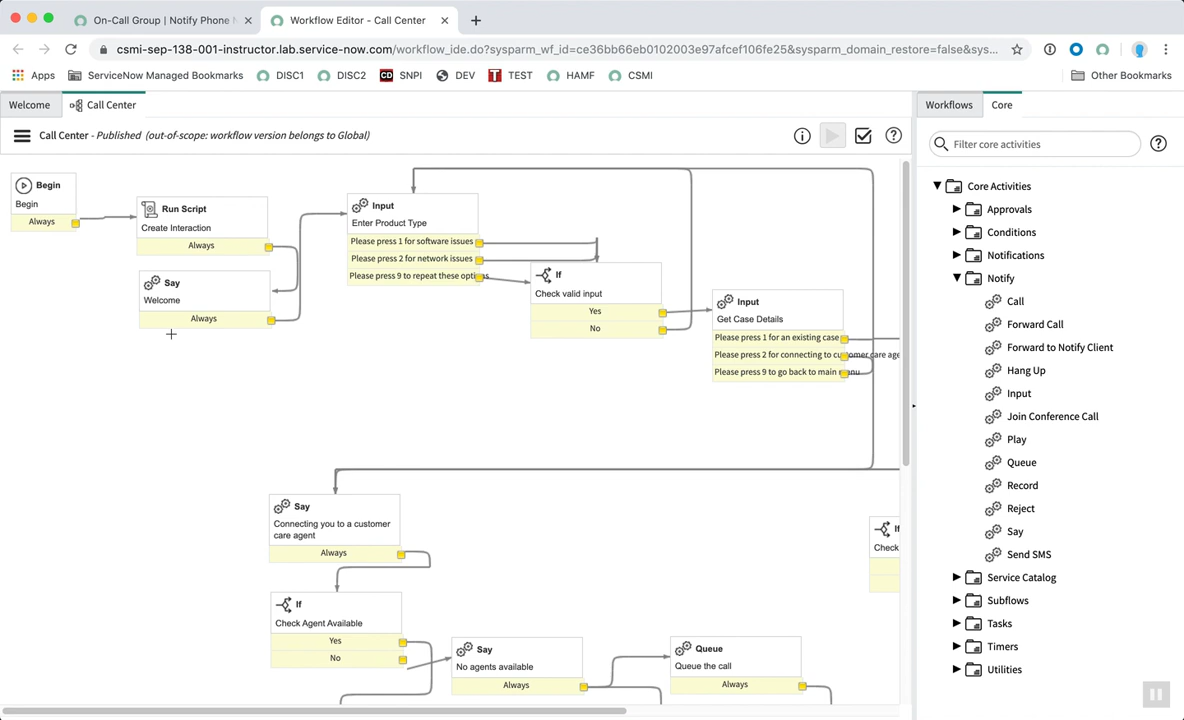 On-Call Group | Notify Phone
Workflow Editor - Call Center
csmi-sep-138-001-instructor.lab.service-now.com/workflow_ide.do?sysparm_wf_id=ce36bb66eb0102003e97afcef106fe25&sysparm_domain_restore=false&sys...
Apps
ServiceNow Managed Bookmarks
DISC1
DISC2
CD
SNPI
DEV
T
TEST
HAMF
CSMI
Other Bookmarks
Welcome
Call Center
Workflows
Core
Call Center - Published (out-of-scope: workflow version belongs to Global)
Filter core activities
Begin
Begin
Always
Run Script
Create Interaction
Always
Say
Welcome
Always
Input
Enter Product Type
Please press 1 for software issues
Please press 2 for network issues
Please press 9 to repeat these options
If
Check valid input
Yes
No
Input
Get Case Details
Please press 1 for an existing case
Please press 2 for connecting to customer care age
Please press 9 to go back to main menu
Say
Connecting you to a customer
care agent
Always
If
Check Agent Available
Yes
No
Say
No agents available
Always
Queue
Queue the call
Always
If
Check
Core Activities
Approvals
Conditions
Notifications
Notify
Call
Forward Call
Forward to Notify Client
Hang Up
Input
Join Conference Call
Play
Queue
Record
Reject
Say
Send SMS
Service Catalog
Subflows
Tasks
Timers
Utilities